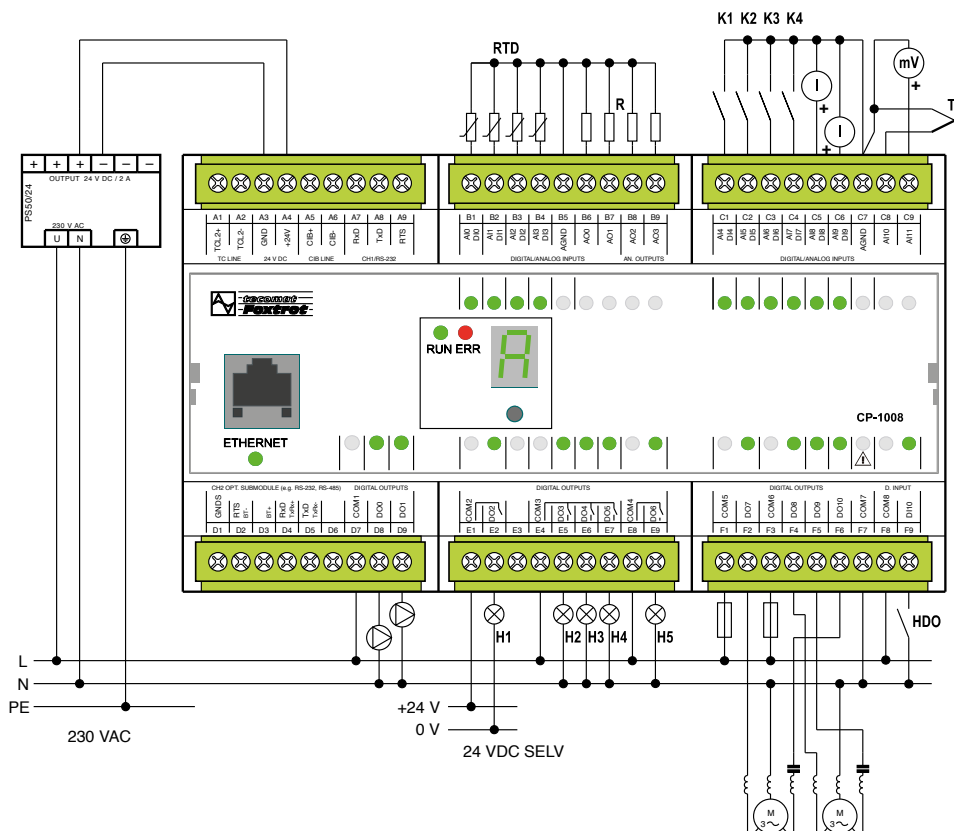 K1 K2 K3 K4
RTD
mV
+
R
I
+
I
+
T
+ + + − − −
OUTPUT 24 V DC / 2 A
PS50/24
230 V AC
U N
A1 A2 A3 A4 A5 A6 A7 A8 A9
TCL2+ TCL2- GND +24V CIB+ CIB- RxD TxD RTS
TC LINE 24 V DC CIB LINE CH1/RS-232
B1 B2 B3 B4 B5 B6 B7 B8 B9
AI0 DI0 AI1 DI1 AI2 DI2 AI3 DI3 AGND AO0 AO1 AO2 AO3
DIGITAL/ANALOG INPUTS AN. OUTPUTS
C1 C2 C3 C4 C5 C6 C7 C8 C9
AI4 DI4 AI5 DI5 AI6 DI6 AI7 DI7 AI8 DI8 AI9 DI9 AGND AI10 AI11
DIGITAL/ANALOG INPUTS
tecomat
Foxtrot
RUN ERR
A
CP-1008
ETHERNET
CH2 OPT. SUBMODULE (e.g. RS-232, RS-485) DIGITAL OUTPUTS
GNDS RTS BT- BT+ RxD TxRx+ TxD TxRx- COM1 DO0 DO1
D1 D2 D3 D4 D5 D6 D7 D8 D9
DIGITAL OUTPUTS
COM2 DO2 COM3 DO3 DO4 DO5 COM4 DO6
E1 E2 E3 E4 E5 E6 E7 E8 E9
DIGITAL OUTPUTS D. INPUT
COM5 DO7 COM6 DO8 DO9 DO10 COM7 COM8 DI10
F1 F2 F3 F4 F5 F6 F7 F8 F9
H1 H2 H3 H4 H5 HDO
L
N
PE
+24 V
0 V
230 VAC
24 VDC SELV
M
3~
M
3~